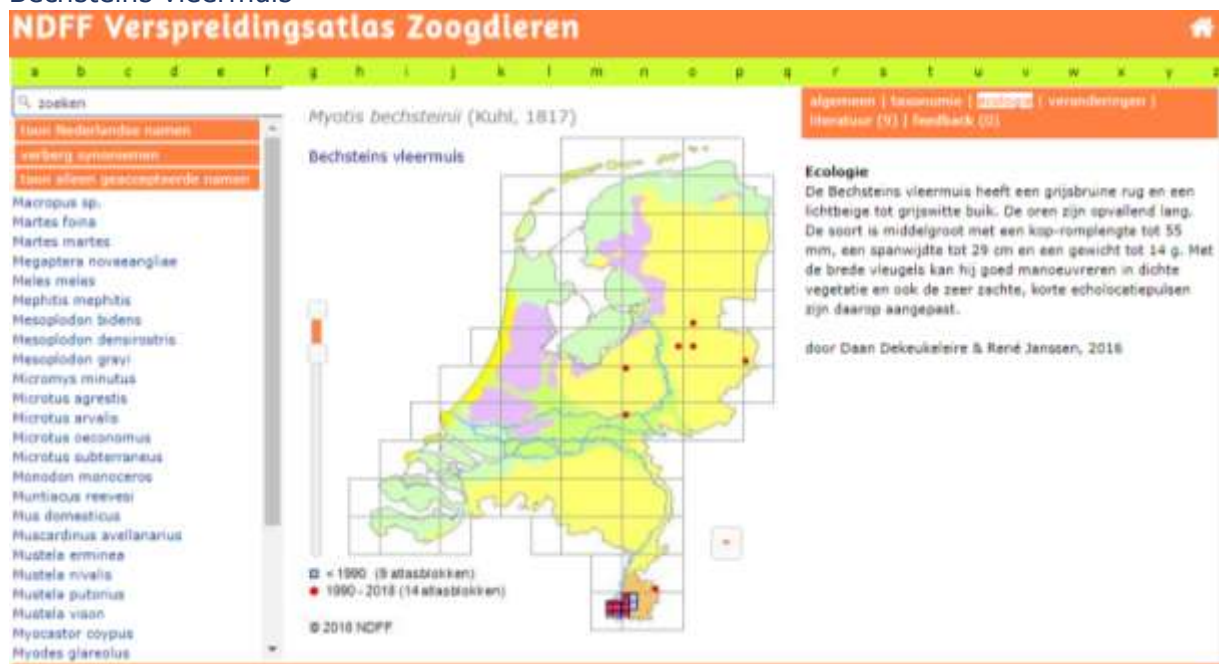 Bechsteins vleermuis
NDFF Verspreidingsatlas Zoogdieren
a b c d e f g h i j k l m n o p q r s t u v w x y z
zoeken
toon Nederlandse namen
verberg synoniemen
toon alleen geaccepteerde namen
Macropus sp.
Martes foina
Martes martes
Megaptera novaeangliae
Meles meles
Mephitis mephitis
Mesoplodon bidens
Mesoplodon densirostris
Mesoplodon grayi
Micromys minutus
Microtus agrestis
Microtus arvalis
Microtus oeconomus
Microtus subterraneus
Monodon monoceros
Muntiacus reevesi
Mus domesticus
Muscardinus avellanarius
Mustela erminea
Mustela nivalis
Mustela putorius
Mustela vison
Myocastor coypus
Myodes glareolus
Myotis bechsteinii (Kuhl, 1817)
Bechsteins vleermuis
< 1990 (9 atlasblokken)
1990 - 2018 (14 atlasblokken)
© 2018 NDFF
algemeen | taxonomie | ecologie | veranderingen |
literatuur (9) | feedback (0)
Ecologie
De Bechsteins vleermuis heeft een grijsbruine rug en een
lichtbeige tot grijswitte buik. De oren zijn opvallend lang.
De soort is middelgroot met een kop-romplengte tot 55
mm, een spanwijdte tot 29 cm en een gewicht tot 14 g. Met
de brede vleugels kan hij goed manoeuvreren in dichte
vegetatie en ook de zeer zachte, korte echolocatiepulsen
zijn daarop aangepast.
door Daan Dekeukeleire & René Janssen, 2016